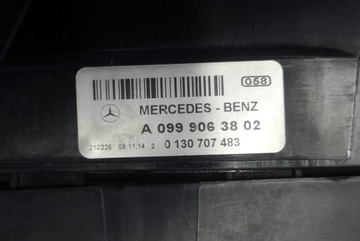 058
MERCEDES - BENZ
A 099 906 38 02
210226 08.11.14 2 0 130 707 483